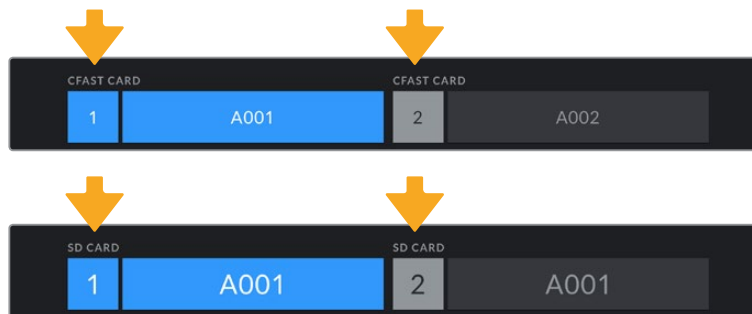 CFAST CARD CFAST CARD
1 A001 2 A002
SD CARD SD CARD
1 A001 2 A001